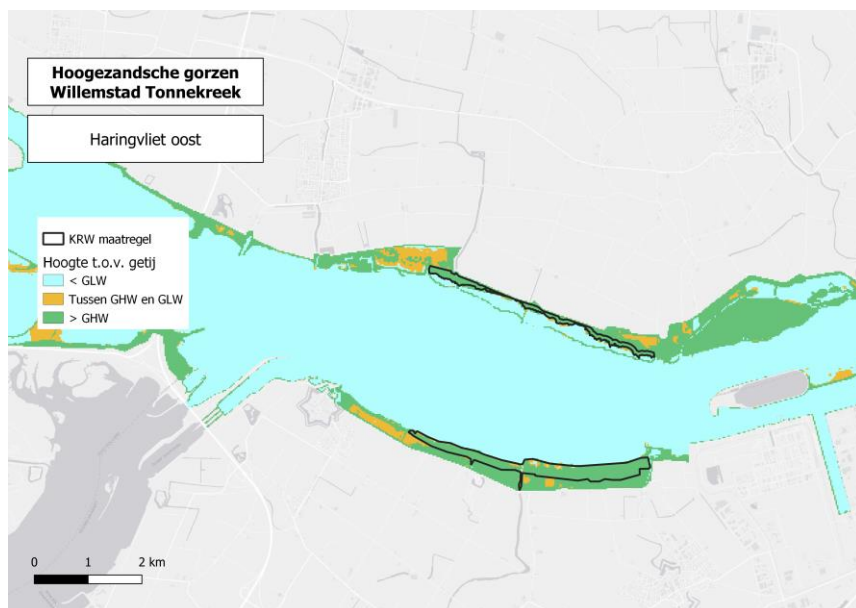 Hoogezandsche gorzen
Willemstad Tonnekreek
Haringvliet oost
KRW maatregel
Hoogte t.o.v. getij
< GLW
Tussen GHW en GLW
> GHW
0 1 2 km